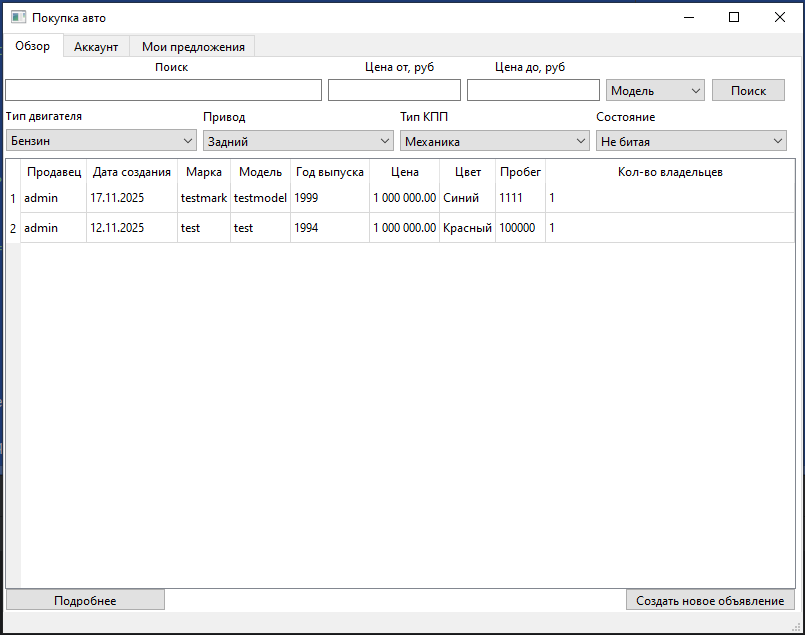 Покупка авто
Обзор Аккаунт Мои предложения
Поиск Цена от, руб Цена до, руб
Модель Поиск
Тип двигателя Привод Тип КПП Состояние
Бензин Задний Механика Не битая
Продавец Дата создания Марка Модель Год выпуска Цена Цвет Пробег Кол-во владельцев
1 admin 17.11.2025 testmark testmodel 1999 1 000 000.00 Синий 1111 1
2 admin 12.11.2025 test test 1994 1 000 000.00 Красный 100000 1
Подробнее Создать новое объявление